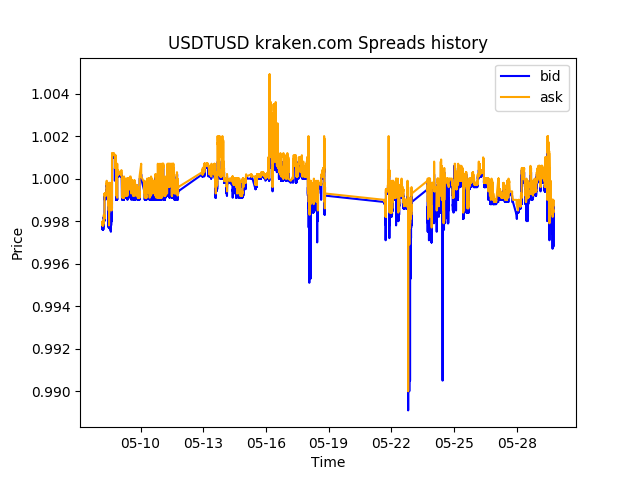 USDTUSD kraken.com Spreads history
bid
ask
Price
1.004
1.002
1.000
0.998
0.996
0.994
0.992
0.990
05-10 05-13 05-16 05-19 05-22 05-25 05-28
Time